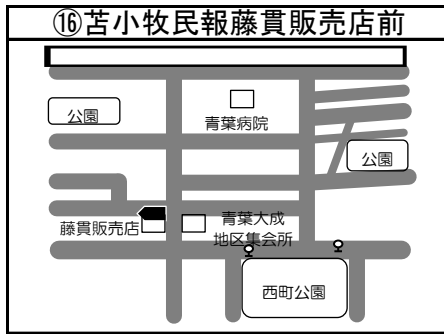 ⑯苫小牧民報藤貫販売店前
公園
青葉病院
公園
藤貫販売店
青葉大成
地区集会所
西町公園